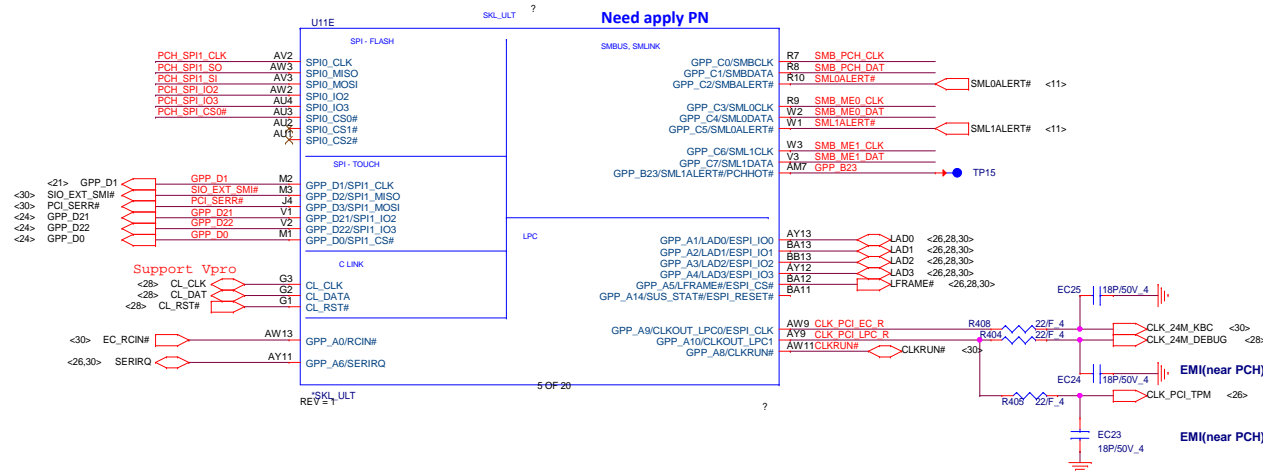 ?
SKL_ULT
Need apply PN
U11E
SPI - FLASH
SMBUS, SMLINK
PCH_SPI1_CLK AV2 SPI0_CLK
PCH_SPI1_SO AW3 SPI0_MISO
PCH_SPI1_SI AV3 SPI0_MOSI
PCH_SPI_IO2 AW2 SPI0_IO2
PCH_SPI_IO3 AU4 SPI0_IO3
PCH_SPI_CS0# AU3 SPI0_CS0#
AU2 SPI0_CS1#
AU1 SPI0_CS2#
GPP_C0/SMBCLK R7 SMB_PCH_CLK
GPP_C1/SMBDATA R8 SMB_PCH_DAT
GPP_C2/SMBALERT# R10 SML0ALERT# SML0ALERT# <11>
GPP_C3/SML0CLK R9 SMB_ME0_CLK
GPP_C4/SML0DATA W2 SMB_ME0_DAT
GPP_C5/SML0ALERT# W1 SML1ALERT# SML1ALERT# <11>
GPP_C6/SML1CLK W3 SMB_ME1_CLK
GPP_C7/SML1DATA V3 SMB_ME1_DAT
GPP_B23/SML1ALERT#/PCHHOT# AM7 GPP_B23 TP15
SPI - TOUCH
<21> GPP_D1 GPP_D1 M2 GPP_D1/SPI1_CLK
<30> SIO_EXT_SMI# SIO_EXT_SMI# M3 GPP_D2/SPI1_MISO
<30> PCI_SERR# PCI_SERR# J4 GPP_D3/SPI1_MOSI
<24> GPP_D21 GPP_D21 V1 GPP_D21/SPI1_IO2
<24> GPP_D22 GPP_D22 V2 GPP_D22/SPI1_IO3
<24> GPP_D0 GPP_D0 M1 GPP_D0/SPI1_CS#
LPC
GPP_A1/LAD0/ESPI_IO0 AY13 LAD0 <26,28,30>
GPP_A2/LAD1/ESPI_IO1 BA13 LAD1 <26,28,30>
GPP_A3/LAD2/ESPI_IO2 BB13 LAD2 <26,28,30>
GPP_A4/LAD3/ESPI_IO3 AY12 LAD3 <26,28,30>
GPP_A5/LFRAME#/ESPI_CS# BA12 LFRAME# <26,28,30>
GPP_A14/SUS_STAT#/ESPI_RESET# BA11
C LINK
Support Vpro
<28> CL_CLK G3 CL_CLK
<28> CL_DAT G2 CL_DATA
<28> CL_RST# G1 CL_RST#
<30> EC_RCIN# AW13 GPP_A0/RCIN#
<26,30> SERIRQ AY11 GPP_A6/SERIRQ
EC25 18P/50V_4
GPP_A9/CLKOUT_LPC0/ESPI_CLK AW9 CLK_PCI_EC_R R408 22/F_4 CLK_24M_KBC <30>
GPP_A10/CLKOUT_LPC1 AY9 CLK_PCI_LPC_R R404 22/F_4 CLK_24M_DEBUG <28>
GPP_A8/CLKRUN# AW11 CLKRUN# CLKRUN# <30>
EC24 18P/50V_4 EMI(near PCH)
R405 22/F_4 CLK_PCI_TPM <26>
EC23 EMI(near PCH)
18P/50V_4
5 OF 20
*SKL_ULT
REV = 1
?